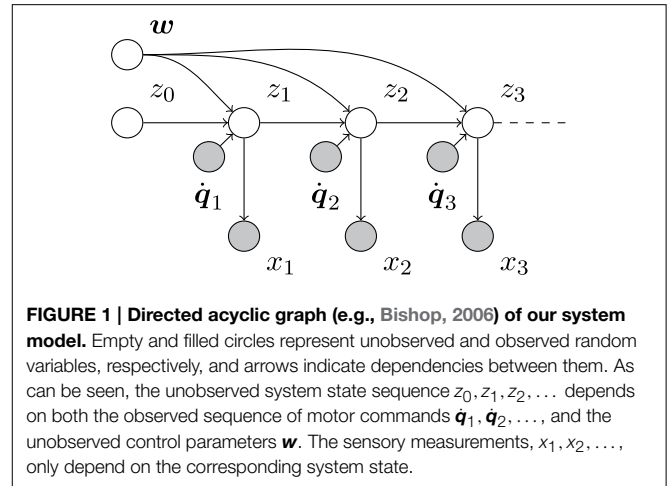 w
z0 z1 z2 z3
q̇1 q̇2 q̇3
x1 x2 x3
FIGURE 1 | Directed acyclic graph (e.g., Bishop, 2006) of our system
model. Empty and filled circles represent unobserved and observed random
variables, respectively, and arrows indicate dependencies between them. As
can be seen, the unobserved system state sequence z0, z1, z2, ... depends
on both the observed sequence of motor commands q̇1, q̇2, ..., and the
unobserved control parameters w. The sensory measurements, x1, x2, ...,
only depend on the corresponding system state.